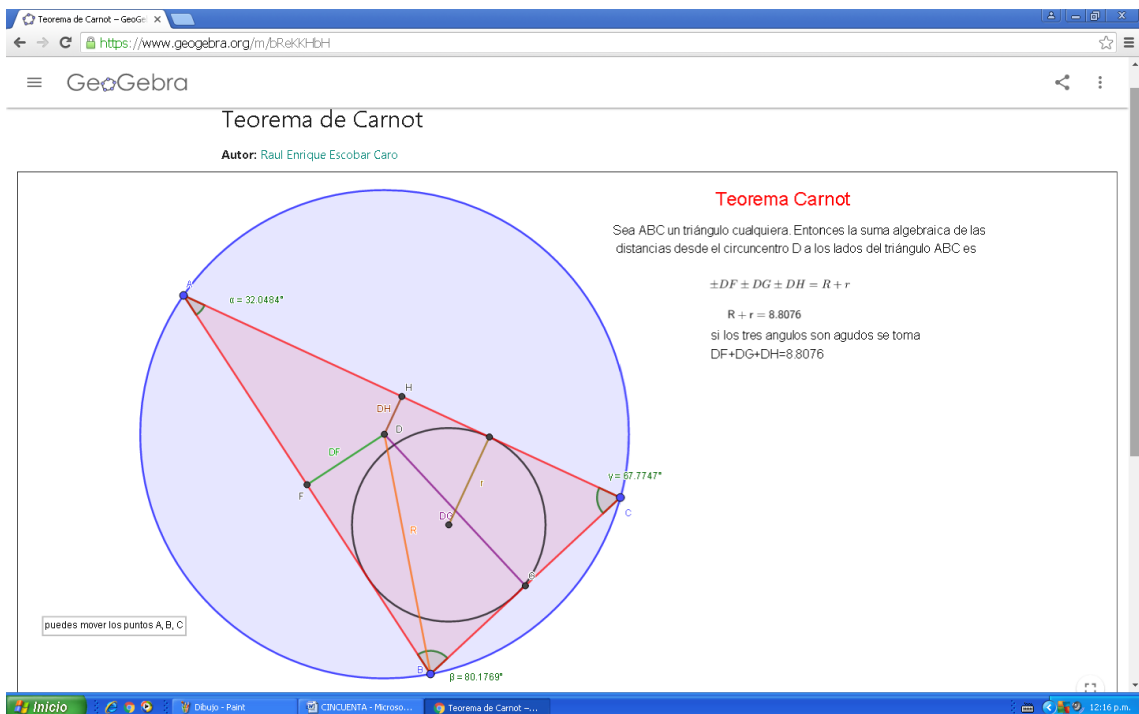 Teorema de Carnot – GeoGe
https://www.geogebra.org/m/bReKKHbH
GeoGebra
Teorema de Carnot
Autor: Raul Enrique Escobar Caro
Teorema Carnot
Sea ABC un triángulo cualquiera. Entonces la suma algebraica de las
distancias desde el circuncentro D a los lados del triángulo ABC es
±DF ± DG ± DH = R + r
R + r = 8.8076
si los tres angulos son agudos se toma
DF+DG+DH=8.8076
A
α = 32.0484°
H
DH
D
DF
F
r
γ = 67.7747°
C
DG
R
G
B
β = 80.1769°
puedes mover los puntos A, B, C
Inicio
Dibujo - Paint
CINCUENTA - Microso...
Teorema de Carnot –...
12:16 p.m.